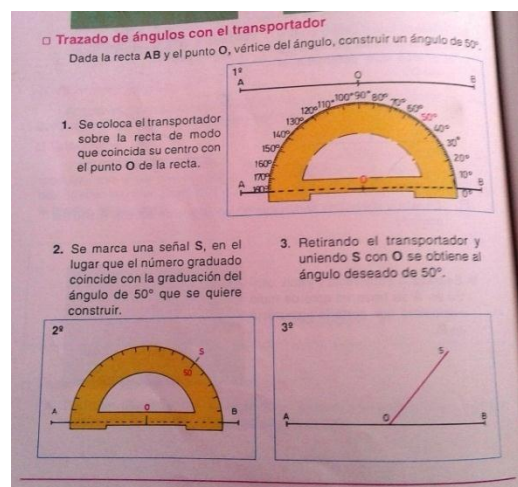 Trazado de ángulos con el transportador
Dada la recta AB y el punto O, vértice del ángulo, construir un ángulo de 50°.
1. Se coloca el transportador
sobre la recta de modo
que coincida su centro con
el punto O de la recta.
1º
A O B
180° 170° 160° 150° 140° 130° 120° 110° 100° 90° 80° 70° 60° 50° 40° 30° 20° 10° 0°
A O B
2. Se marca una señal S, en el
lugar que el número graduado
coincide con la graduación del
ángulo de 50° que se quiere
construir.
3. Retirando el transportador y
uniendo S con O se obtiene al
ángulo deseado de 50°.
2º
S
50
A O B
3º
S
A O B